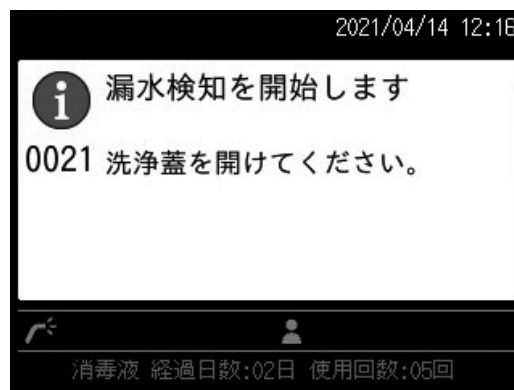 2021/04/14 12:16
漏水検知を開始します
0021 洗浄蓋を開けてください。
消毒液 経過日数:02日 使用回数:05回